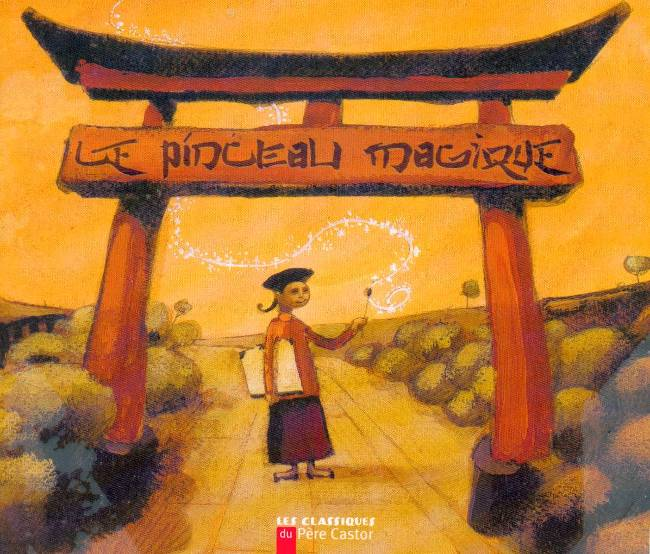 LE PINCEAU MAGIQUE
LES CLASSIQUES
du Père Castor